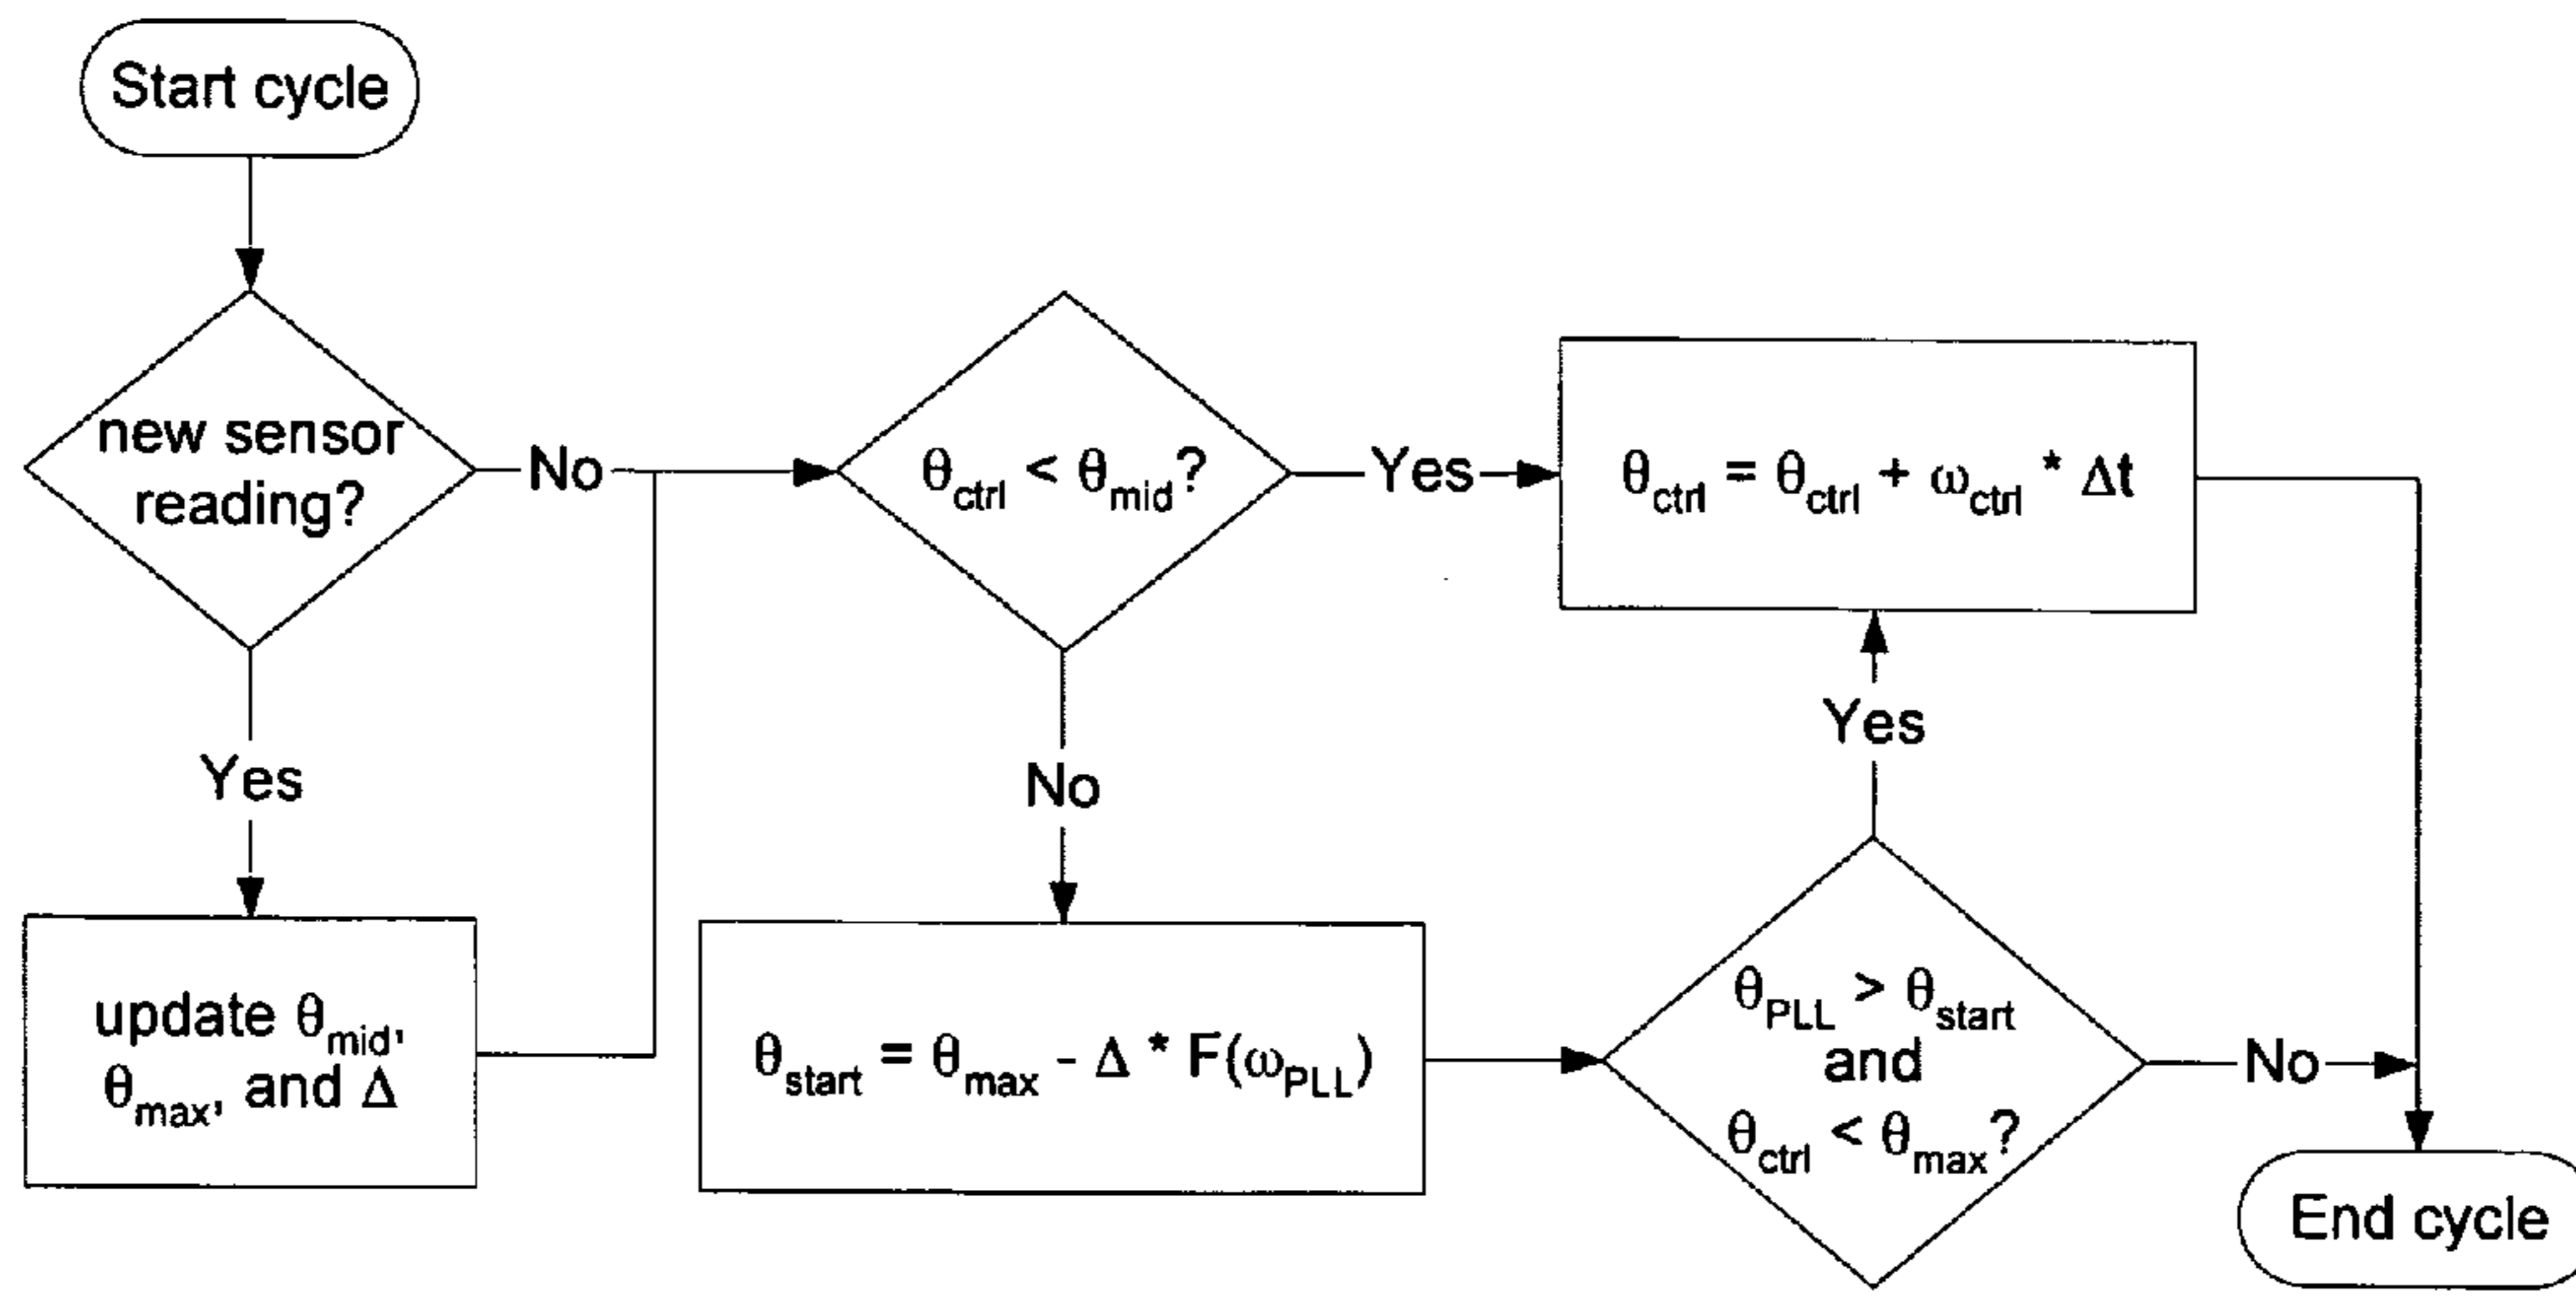 Start cycle
new sensor
reading?
No
Yes
update θmid,
θmax, and Δ
θctrl < θmid?
Yes
No
θstart = θmax - Δ * F(ωPLL)
θctrl = θctrl + ωctrl * Δt
Yes
θPLL > θstart
and
θctrl < θmax?
No
End cycle